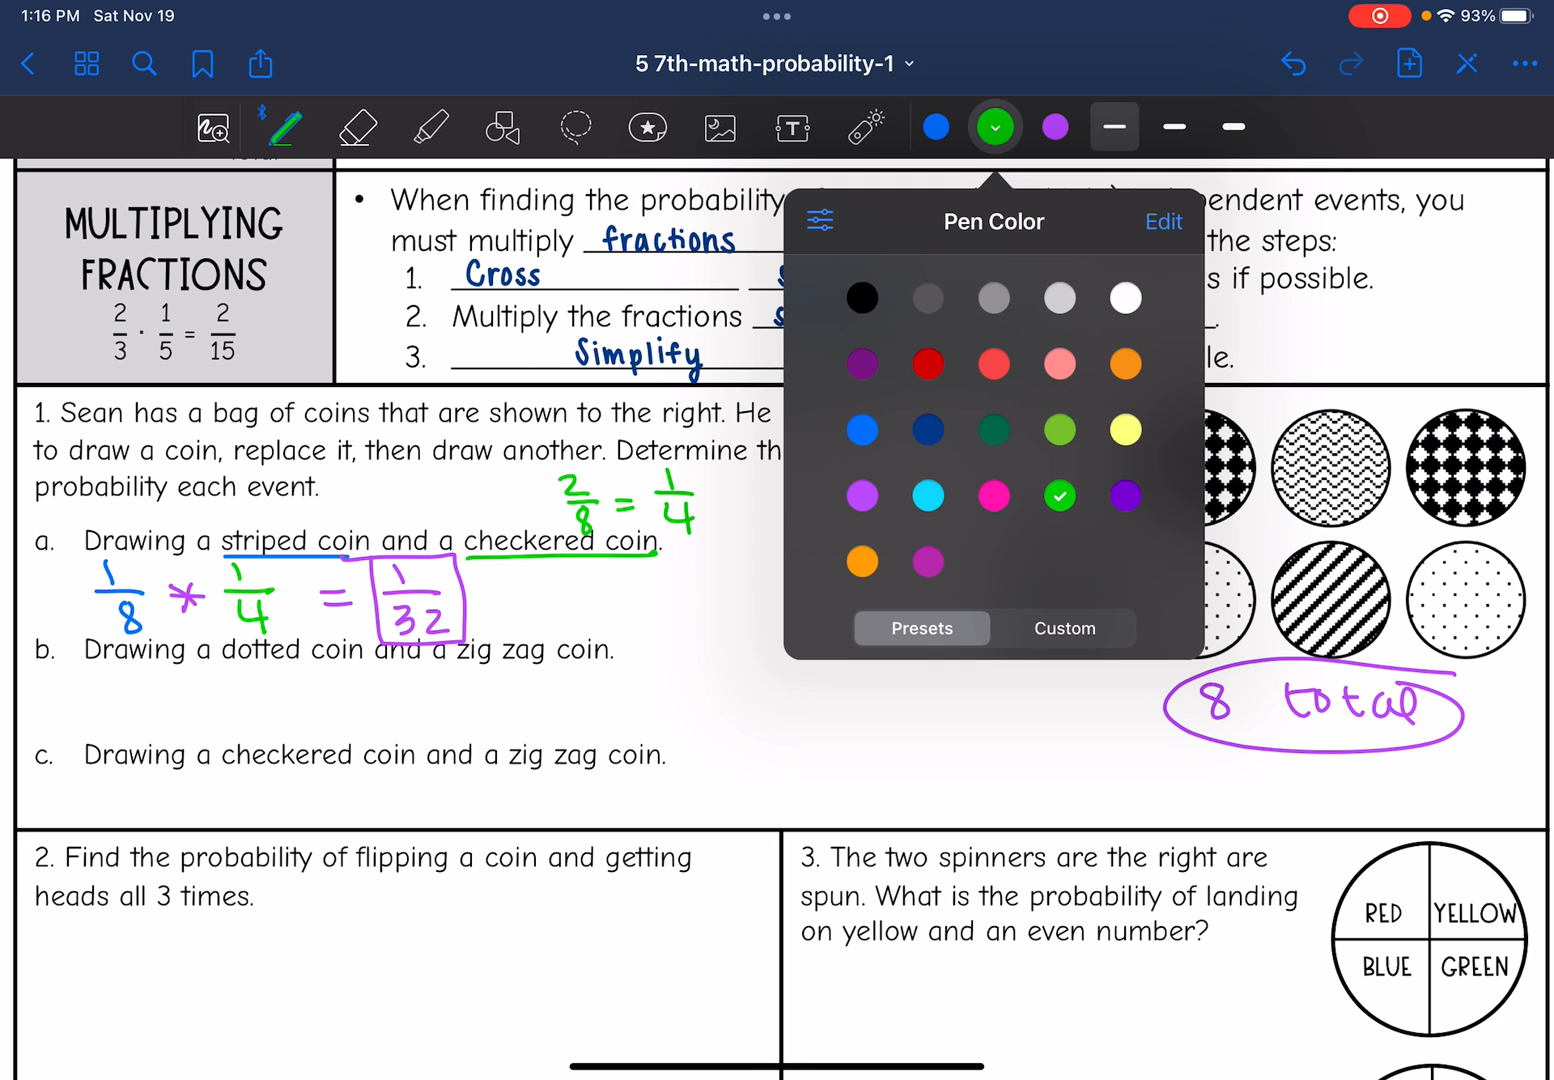 1:16 PM Sat Nov 19
93%
5 7th-math-probability-1
MULTIPLYING
FRACTIONS
2/3 · 1/5 = 2/15
• When finding the probability
endent events, you
must multiply fractions
the steps:
1. Cross
s if possible.
2. Multiply the fractions
3. Simplify
le.
Pen Color
Edit
Presets
Custom
1. Sean has a bag of coins that are shown to the right. He
to draw a coin, replace it, then draw another. Determine th
probability each event.
2/8 = 1/4
a. Drawing a striped coin and a checkered coin.
1/8 * 1/4 = 1/32
b. Drawing a dotted coin and a zig zag coin.
8 total
c. Drawing a checkered coin and a zig zag coin.
2. Find the probability of flipping a coin and getting
heads all 3 times.
3. The two spinners are the right are
spun. What is the probability of landing
on yellow and an even number?
RED YELLOW
BLUE GREEN